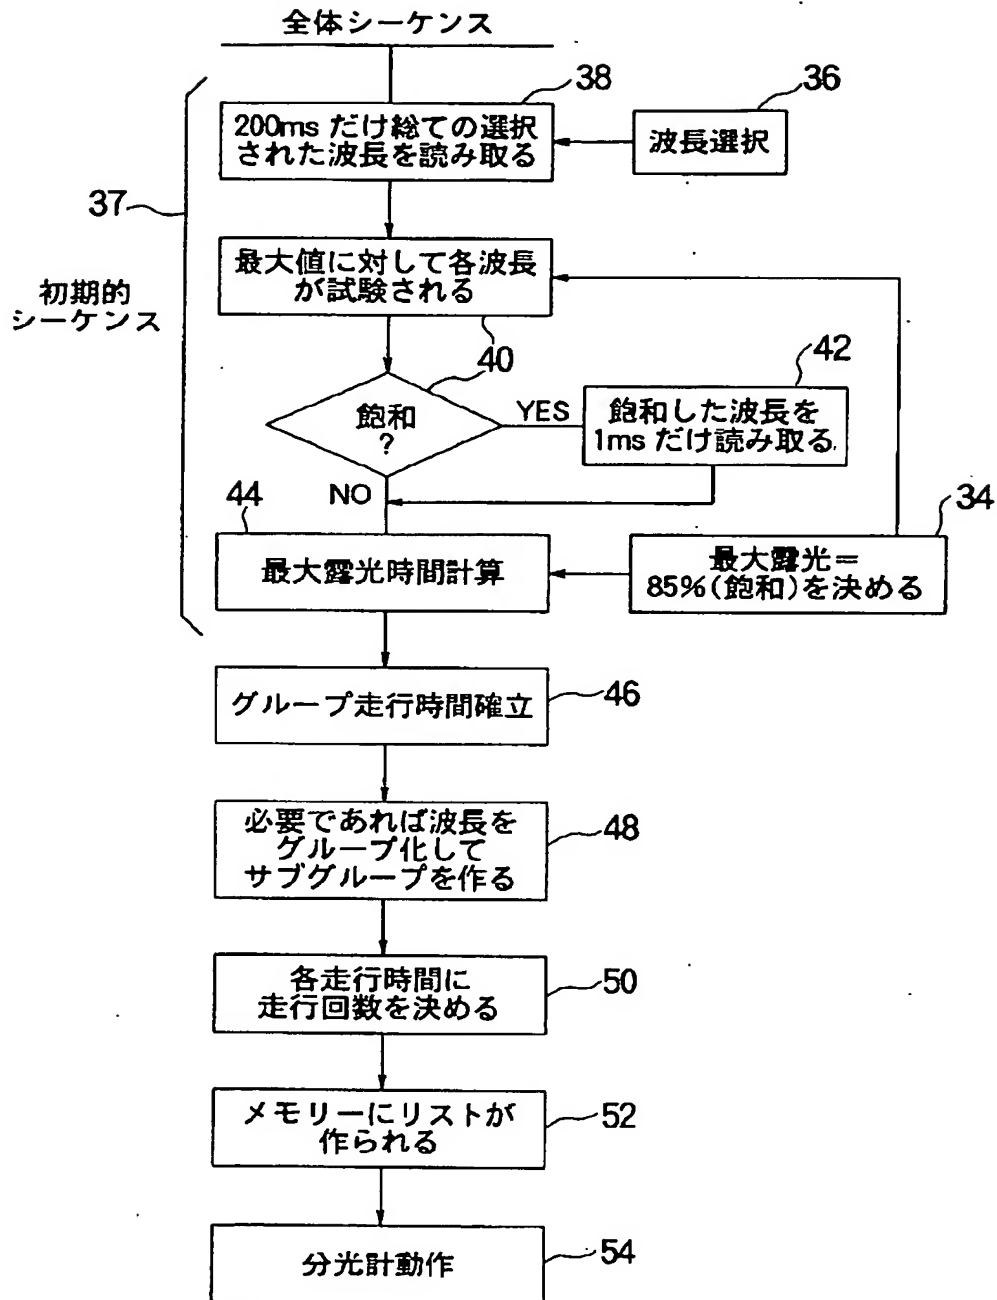 全体シーケンス
38
36
200ms だけ総ての選択
された波長を読み取る
波長選択
37
最大値に対して各波長
が試験される
初期的
シーケンス
40
42
飽和
?
YES
飽和した波長を
1ms だけ読み取る
NO
44
34
最大露光時間計算
最大露光=
85%(飽和)を決める
グループ走行時間確立
46
必要であれば波長を
グループ化して
サブグループを作る
48
各走行時間に
走行回数を決める
50
メモリーにリストが
作られる
52
分光計動作
54